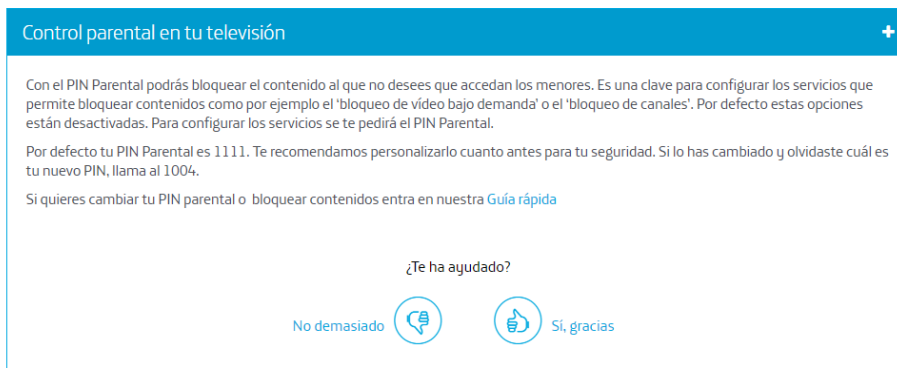 Control parental en tu televisión
Con el PIN Parental podrás bloquear el contenido al que no desees que accedan los menores. Es una clave para configurar los servicios que
permite bloquear contenidos como por ejemplo el ‘bloqueo de vídeo bajo demanda’ o el ‘bloqueo de canales’. Por defecto estas opciones
están desactivadas. Para configurar los servicios se te pedirá el PIN Parental.
Por defecto tu PIN Parental es 1111. Te recomendamos personalizarlo cuanto antes para tu seguridad. Si lo has cambiado y olvidaste cuál es
tu nuevo PIN, llama al 1004.
Si quieres cambiar tu PIN parental o  bloquear contenidos entra en nuestra Guía rápida
¿Te ha ayudado?
No demasiado
Sí, gracias